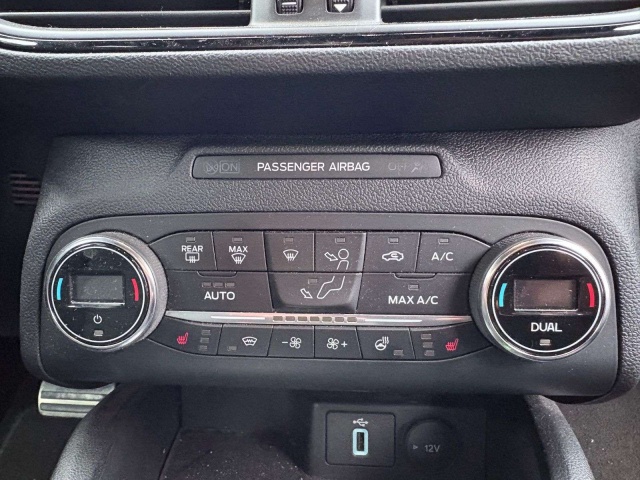 ON PASSENGER AIRBAG OFF
REAR MAX A/C
AUTO MAX A/C
DUAL
- +
12V